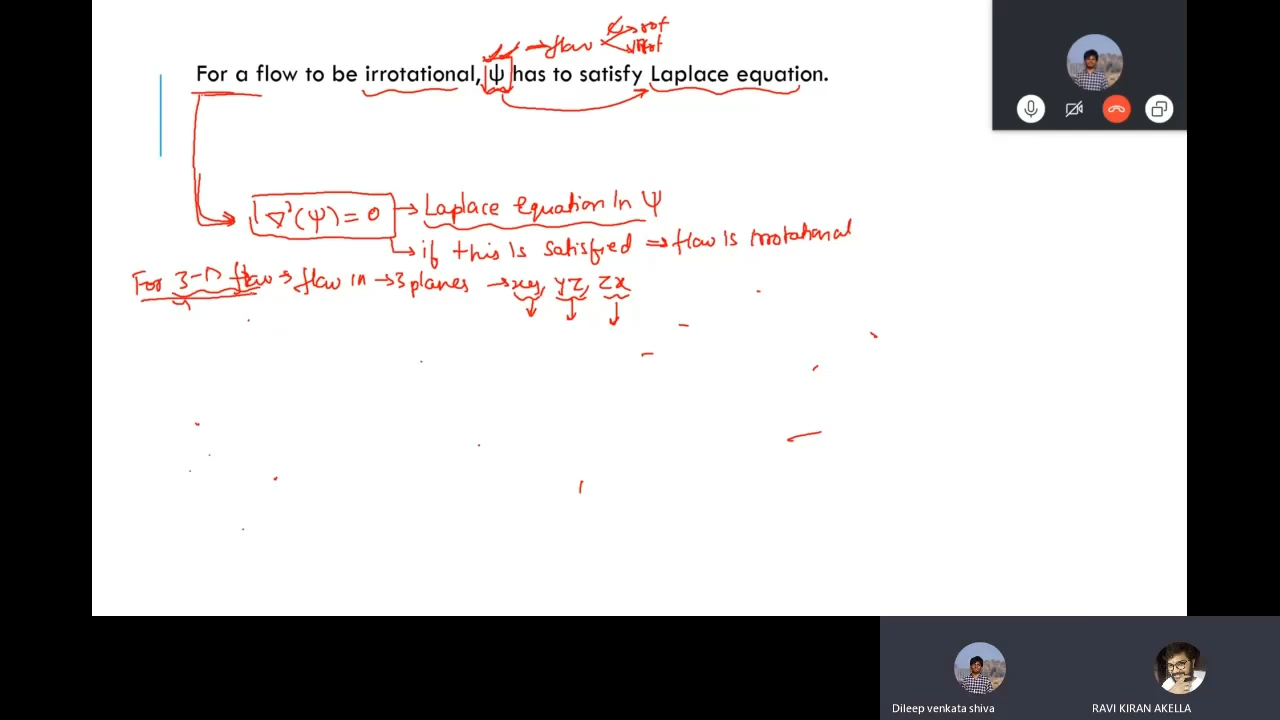 → flow rot
Irrot
For a flow to be irrotational, ψ has to satisfy Laplace equation.
∇²(ψ) = 0 → Laplace equation in ψ
→ if this is satisfied ⇒ flow is irrotational
For 3-D flow → flow in → 3 planes → xy, yz, zx
Dileep venkata shiva RAVI KIRAN AKELLA